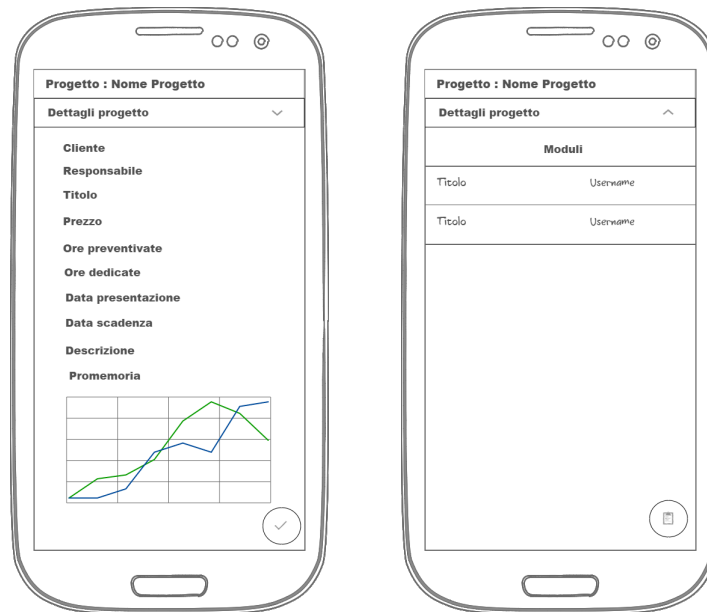 Progetto : Nome Progetto
Dettagli progetto
Cliente
Responsabile
Titolo
Prezzo
Ore preventivate
Ore dedicate
Data presentazione
Data scadenza
Descrizione
Promemoria
Progetto : Nome Progetto
Dettagli progetto
Moduli
Titolo Username
Titolo Username